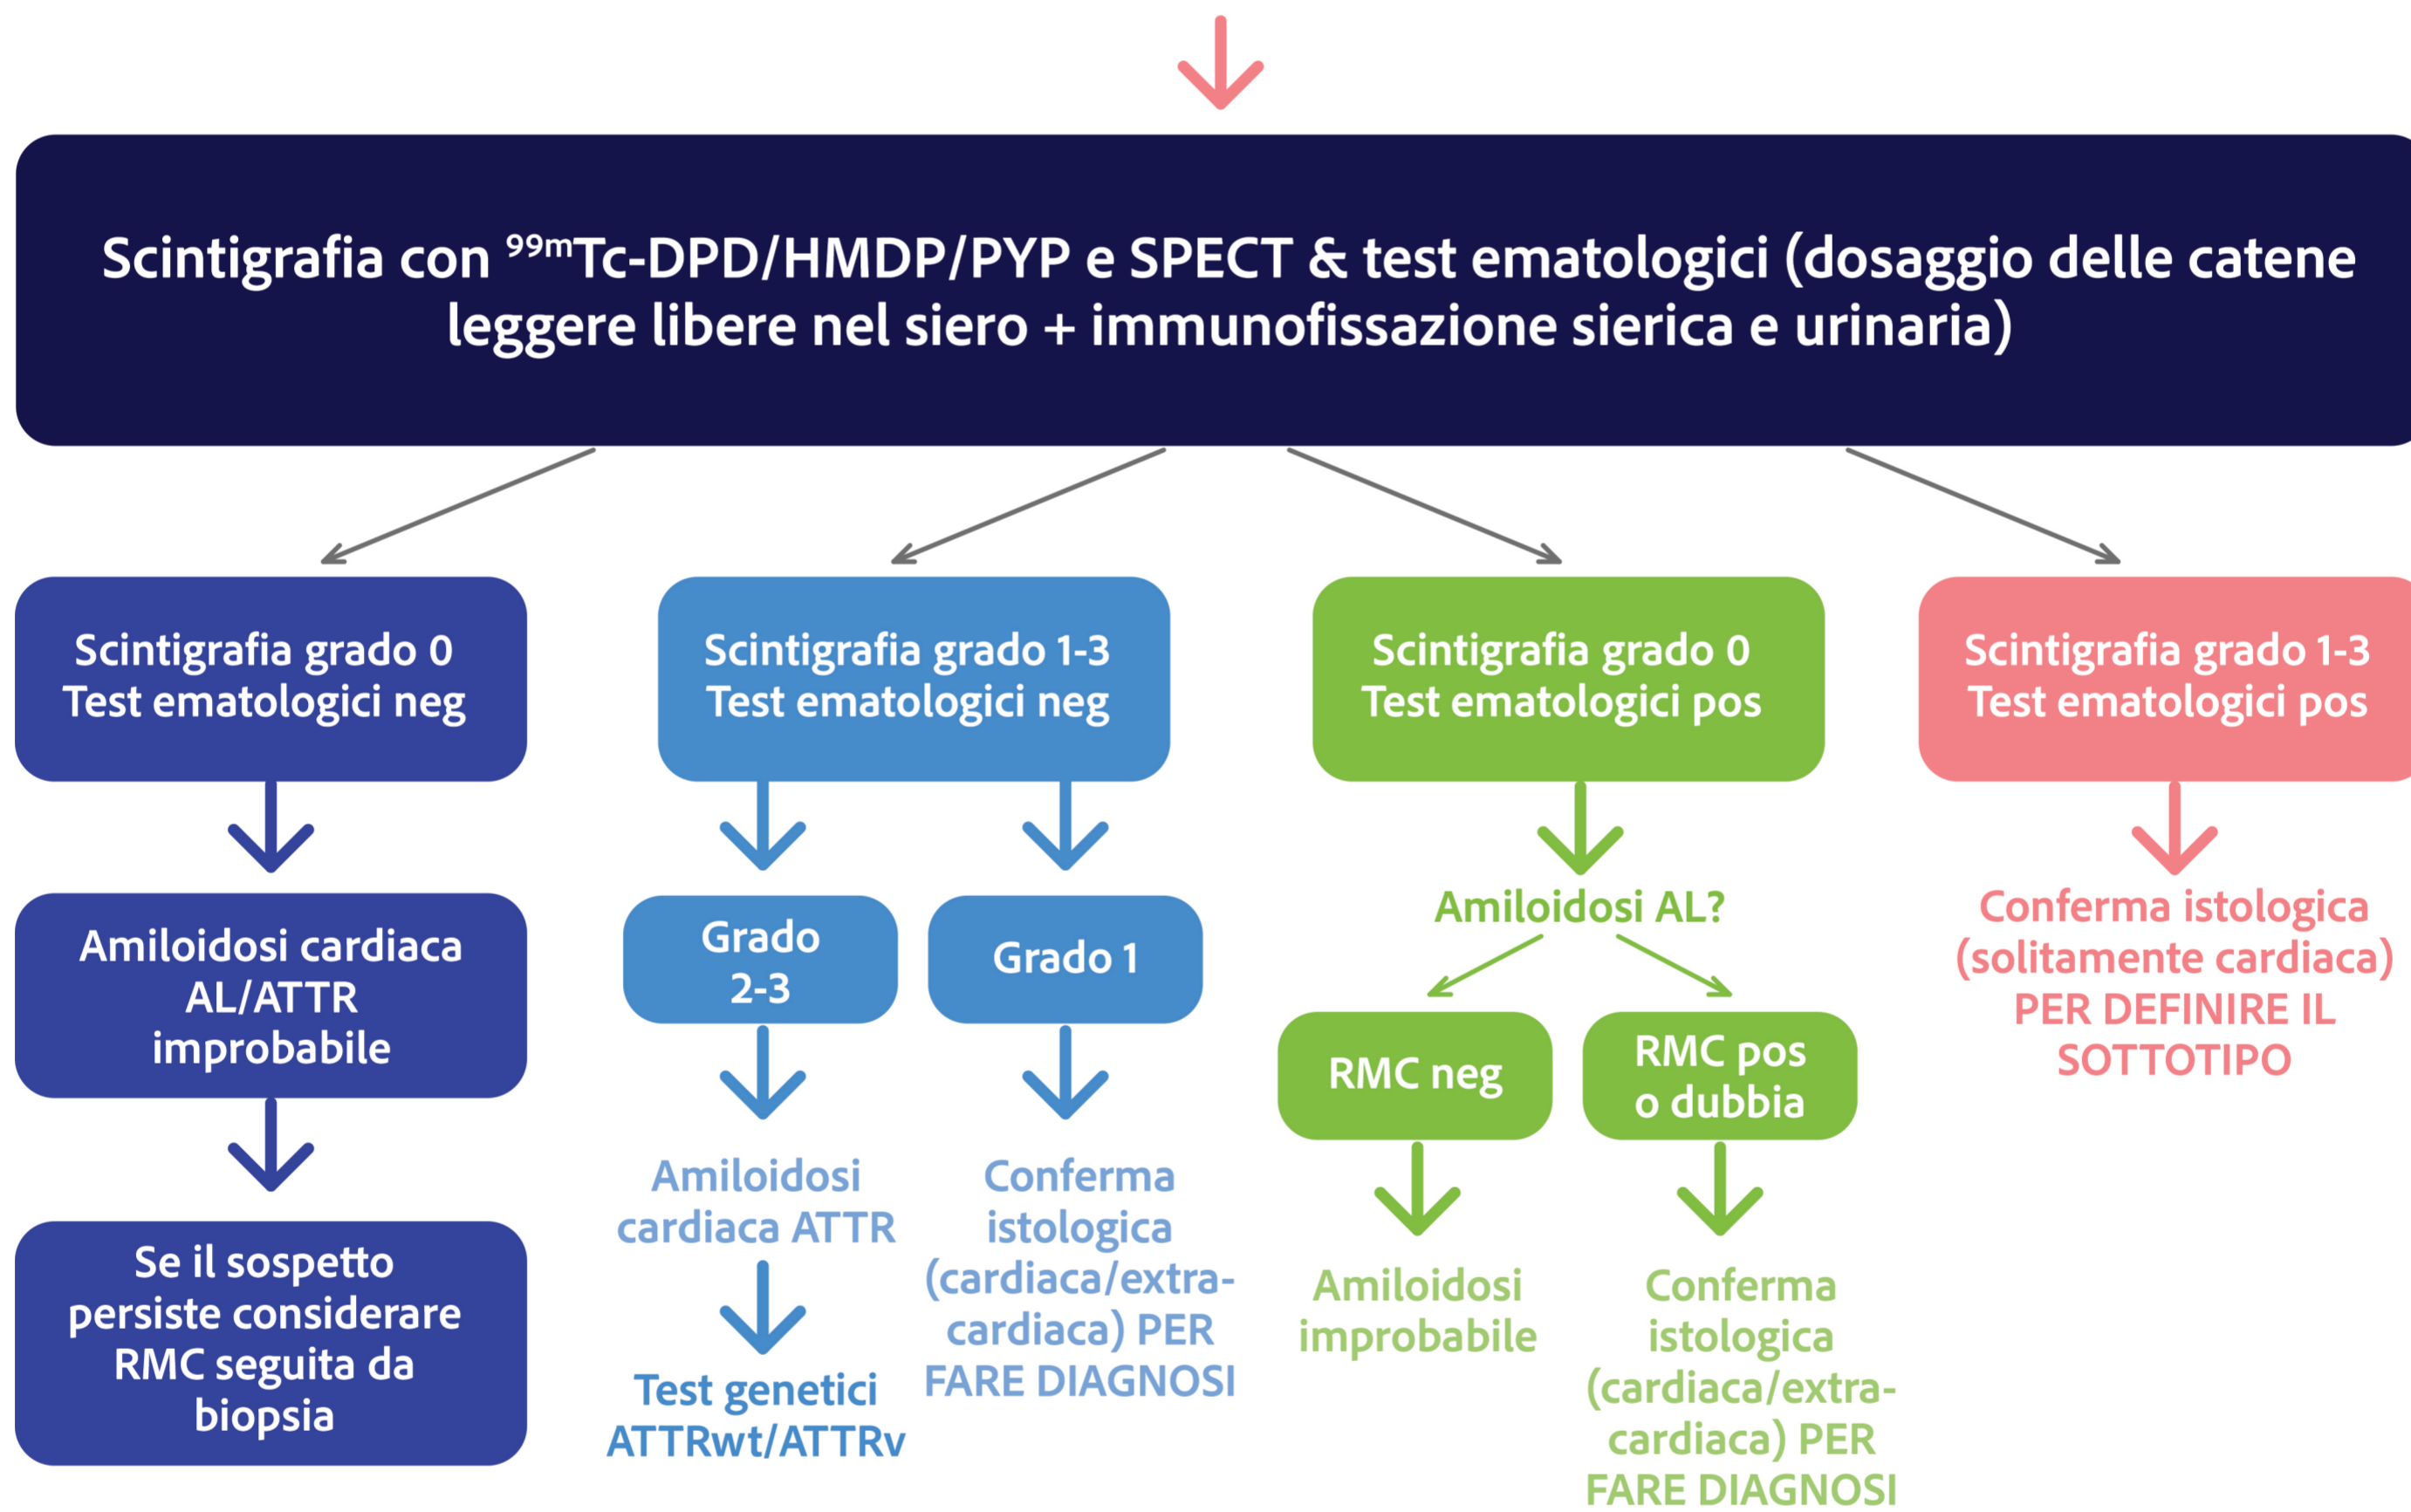 Scintigrafia con ⁹⁹ᵐTc-DPD/HMDP/PYP e SPECT & test ematologici (dosaggio delle catene
leggere libere nel siero + immunofissazione sierica e urinaria)
Scintigrafia grado 0
Test ematologici neg
Amiloidosi cardiaca
AL/ATTR
improbabile
Se il sospetto
persiste considerare
RMC seguita da
biopsia
Scintigrafia grado 1-3
Test ematologici neg
Grado
2-3
Amiloidosi
cardiaca ATTR
Test genetici
ATTRwt/ATTRv
Grado 1
Conferma
istologica
(cardiaca/extra-
cardiaca) PER
FARE DIAGNOSI
Scintigrafia grado 0
Test ematologici pos
Amiloidosi AL?
RMC neg
Amiloidosi
improbabile
RMC pos
o dubbia
Conferma
istologica
(cardiaca/extra-
cardiaca) PER
FARE DIAGNOSI
Scintigrafia grado 1-3
Test ematologici pos
Conferma istologica
(solitamente cardiaca)
PER DEFINIRE IL
SOTTOTIPO